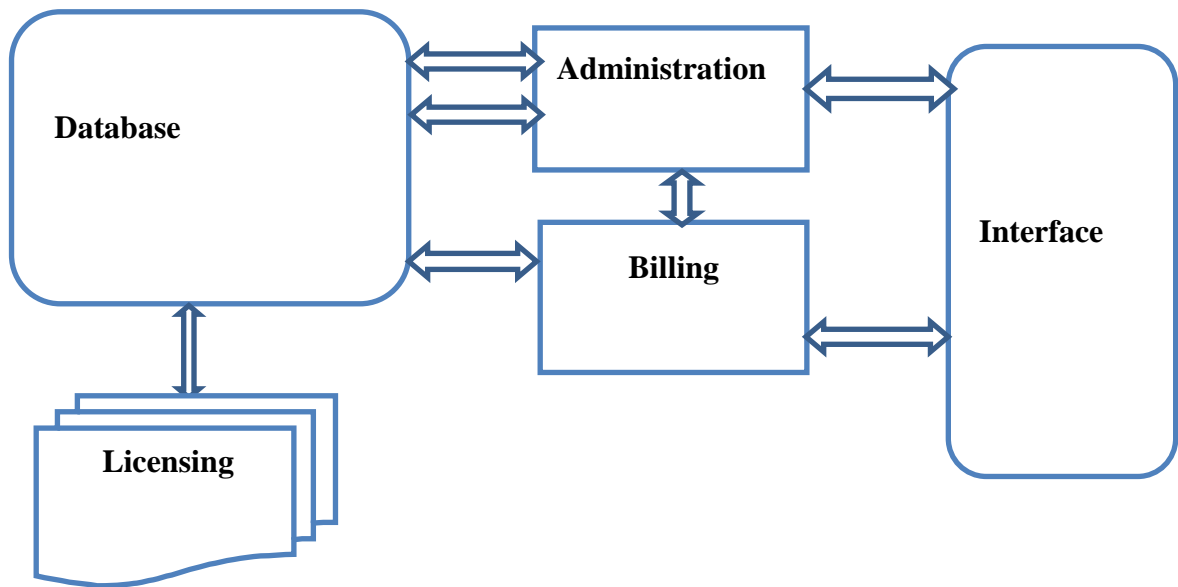 Database
Administration
Billing
Interface
Licensing